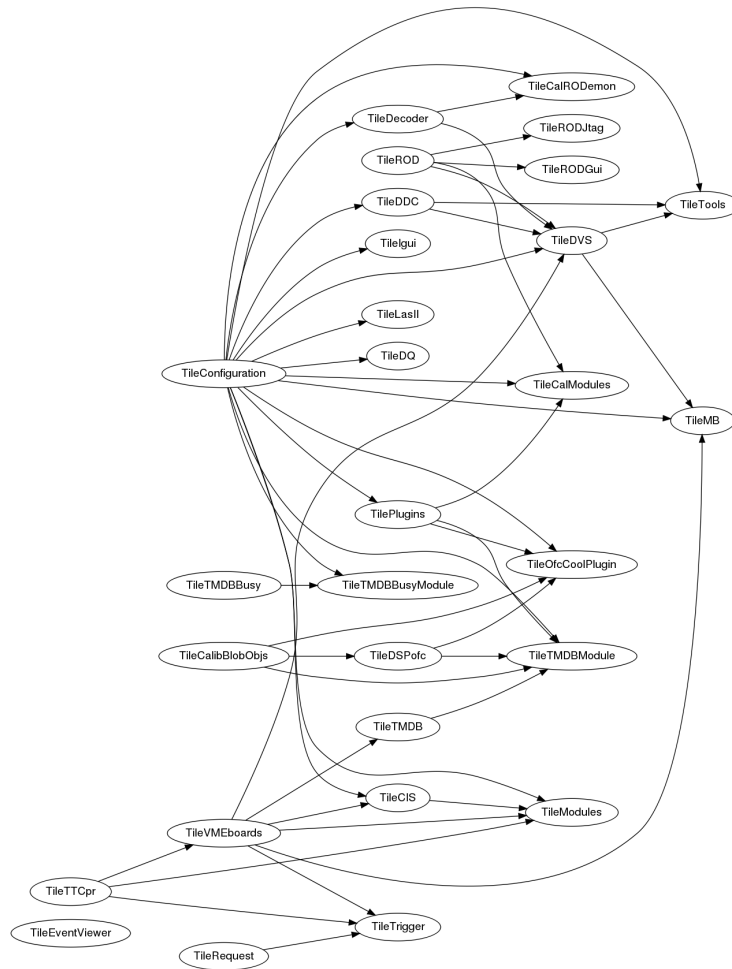 TileCalRODemon
TileDecoder
TileRODJtag
TileROD
TileRODGui
TileDDC
TileTools
TileIgui
TileDVS
TileLasII
TileDQ
TileConfiguration
TileCalModules
TileMB
TilePlugins
TileOfcCoolPlugin
TileTMDBBusy
TileTMDBBusyModule
TileCalibBlobObjs
TileDSPofc
TileTMDBModule
TileTMDB
TileCIS
TileModules
TileVMEboards
TileTTCpr
TileTrigger
TileEventViewer
TileRequest